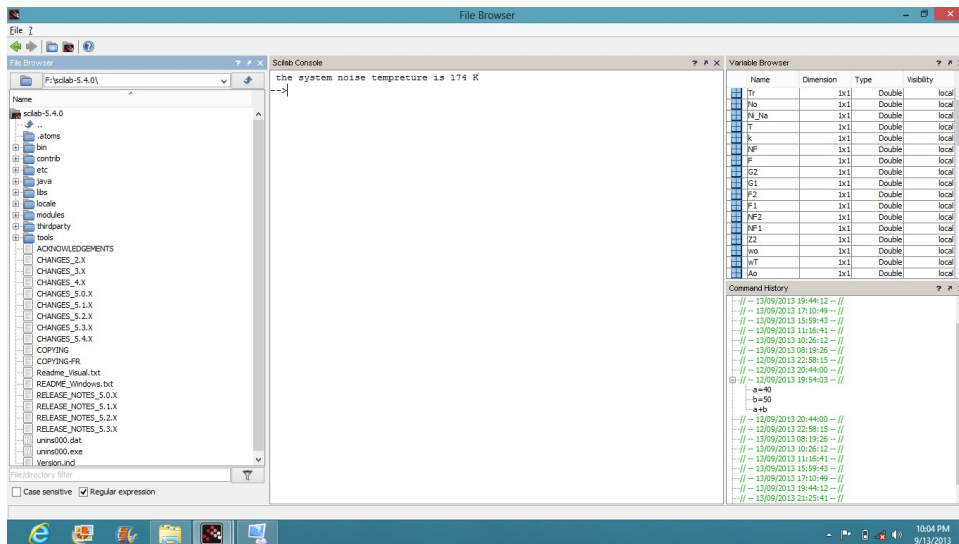 File Browser
File ?
File Browser ? X
F:\scilab-5.4.0\
Name
scilab-5.4.0
..
.atoms
bin
contrib
etc
java
libs
locale
modules
thirdparty
tools
ACKNOWLEDGEMENTS
CHANGES_2.X
CHANGES_3.X
CHANGES_4.X
CHANGES_5.0.X
CHANGES_5.1.X
CHANGES_5.2.X
CHANGES_5.3.X
CHANGES_5.4.X
COPYING
COPYING-FR
Readme_Visual.txt
README_Windows.txt
RELEASE_NOTES_5.0.X
RELEASE_NOTES_5.1.X
RELEASE_NOTES_5.2.X
RELEASE_NOTES_5.3.X
unins000.dat
unins000.exe
Version.incl
File/directory filter
Case sensitive Regular expression
Scilab Console ? X
the system noise tempreture is 174 K
-->
Variable Browser ?
Name Dimension Type Visibility
Tr 1x1 Double local
No 1x1 Double local
Ni_Na 1x1 Double local
T 1x1 Double local
k 1x1 Double local
NF 1x1 Double local
F 1x1 Double local
G2 1x1 Double local
G1 1x1 Double local
F2 1x1 Double local
F1 1x1 Double local
NF2 1x1 Double local
NF1 1x1 Double local
Z2 1x1 Double local
wo 1x1 Double local
wT 1x1 Double local
Ao 1x1 Double local
Command History ?
// -- 13/09/2013 19:44:12 -- //
// -- 13/09/2013 17:10:49 -- //
// -- 13/09/2013 15:59:43 -- //
// -- 13/09/2013 11:16:41 -- //
// -- 13/09/2013 10:26:12 -- //
// -- 13/09/2013 08:19:26 -- //
// -- 12/09/2013 22:58:15 -- //
// -- 12/09/2013 20:44:00 -- //
// -- 12/09/2013 19:54:03 -- //
a=40
b=50
a+b
// -- 12/09/2013 20:44:00 -- //
// -- 12/09/2013 22:58:15 -- //
// -- 13/09/2013 08:19:26 -- //
// -- 13/09/2013 10:26:12 -- //
// -- 13/09/2013 11:16:41 -- //
// -- 13/09/2013 15:59:43 -- //
// -- 13/09/2013 17:10:49 -- //
// -- 13/09/2013 19:44:12 -- //
// -- 13/09/2013 21:25:41 -- //
10:04 PM
9/13/2013